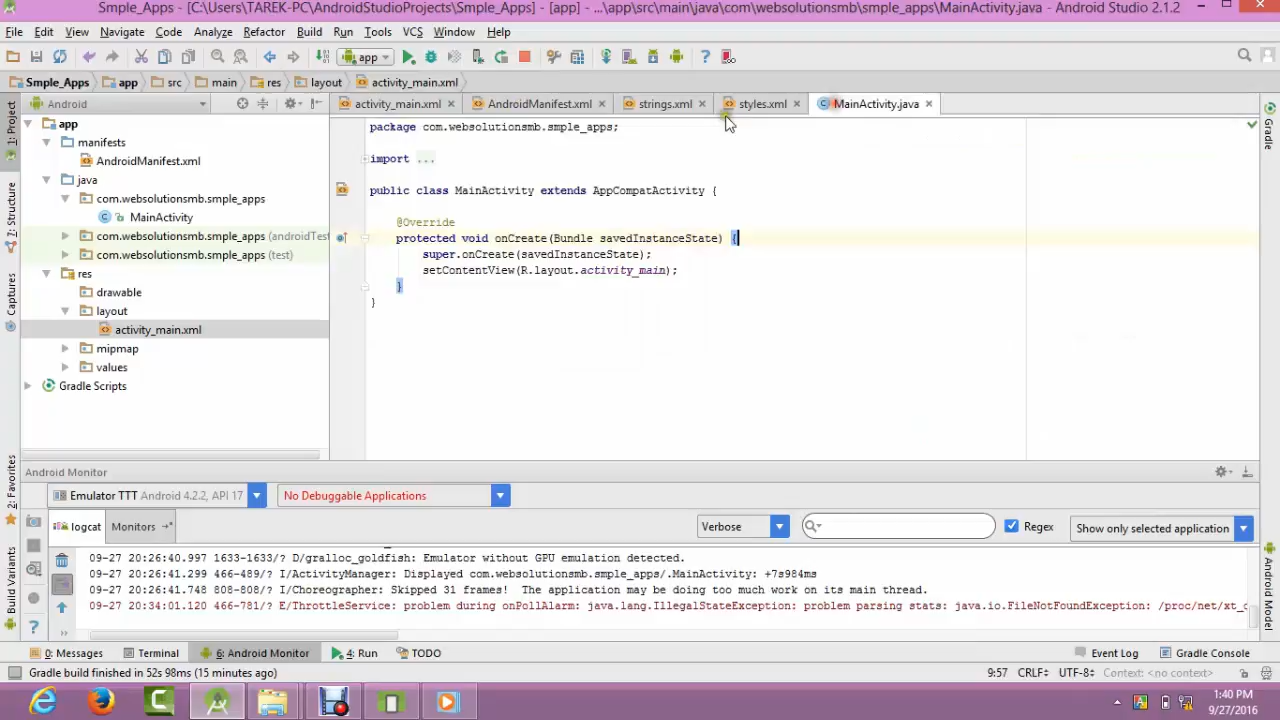 Smple_Apps - [C:\Users\TAREK-PC\AndroidStudioProjects\Smple_Apps] - [app] - ...\app\src\main\java\com\websolutionsmb\smple_apps\MainActivity.java - Android Studio 2.1.2
File Edit View Navigate Code Analyze Refactor Build Run Tools VCS Window Help
app
Smple_Apps app src main res layout activity_main.xml
Android
activity_main.xml AndroidManifest.xml strings.xml styles.xml MainActivity.java
1: Project
7: Structure
Captures
2: Favorites
Build Variants
app
manifests
AndroidManifest.xml
java
com.websolutionsmb.smple_apps
MainActivity
com.websolutionsmb.smple_apps (androidTest
com.websolutionsmb.smple_apps (test)
res
drawable
layout
activity_main.xml
mipmap
values
Gradle Scripts
package com.websolutionsmb.smple_apps;
import ...
public class MainActivity extends AppCompatActivity {
@Override
protected void onCreate(Bundle savedInstanceState) {
super.onCreate(savedInstanceState);
setContentView(R.layout.activity_main);
}
}
Gradle
Android Model
Android Monitor
Emulator TTT Android 4.2.2, API 17 No Debuggable Applications
logcat Monitors Verbose Regex Show only selected application
09-27 20:26:40.997 1633-1633/? D/gralloc_goldfish: Emulator without GPU emulation detected.
09-27 20:26:41.299 466-489/? I/ActivityManager: Displayed com.websolutionsmb.smple_apps/.MainActivity: +7s984ms
09-27 20:26:41.748 808-808/? I/Choreographer: Skipped 31 frames! The application may be doing too much work on its main thread.
09-27 20:34:01.120 466-781/? E/ThrottleService: problem during onPollAlarm: java.lang.IllegalStateException: problem parsing stats: java.io.FileNotFoundException: /proc/net/xt_
0: Messages Terminal 6: Android Monitor 4: Run TODO Event Log Gradle Console
Gradle build finished in 52s 98ms (15 minutes ago) 9:57 CRLF UTF-8 Context: <no context>
1:40 PM
9/27/2016